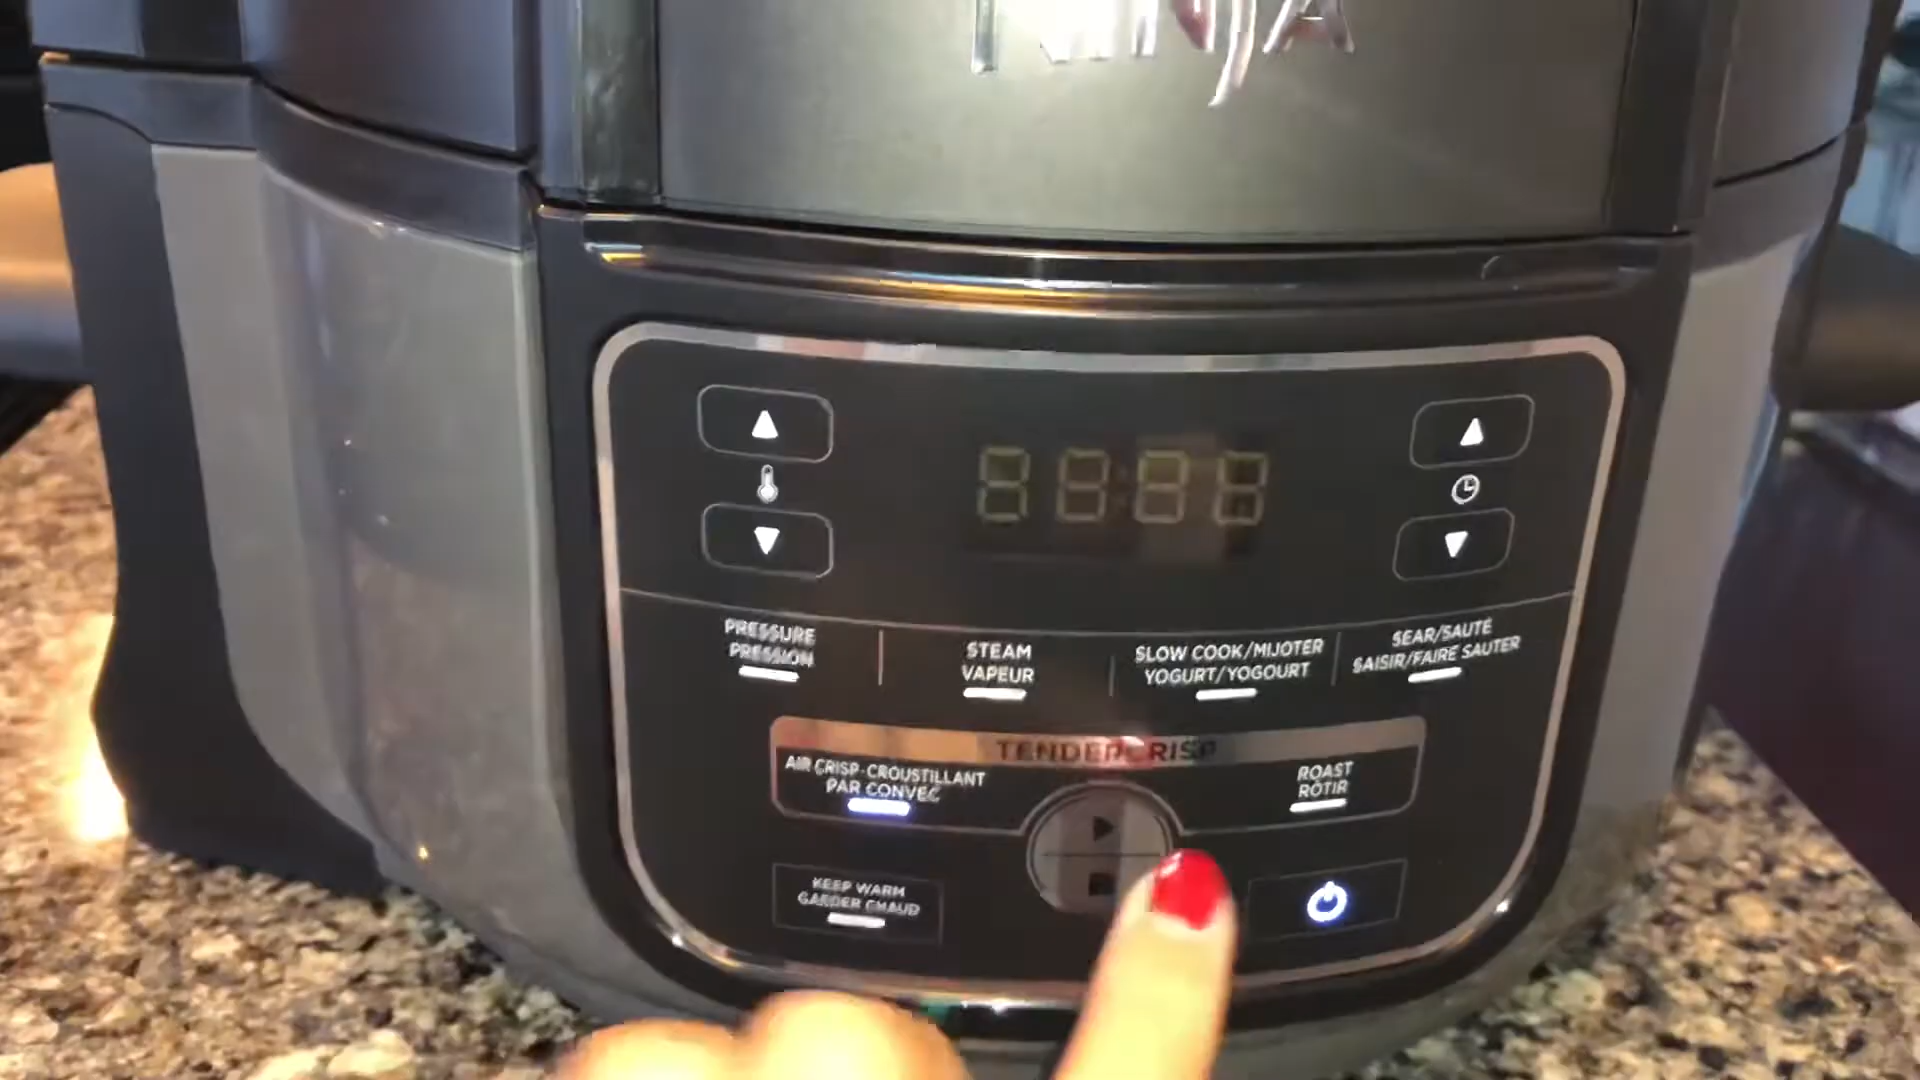 PRESSURE
PRESSION
STEAM
VAPEUR
SLOW COOK/MIJOTER
YOGURT/YOGOURT
SEAR/SAUTÉ
SAISIR/FAIRE SAUTER
TENDERCRISP
AIR CRISP·CROUSTILLANT
PAR CONVEC
ROAST
RÔTIR
KEEP WARM
GARDER CHAUD